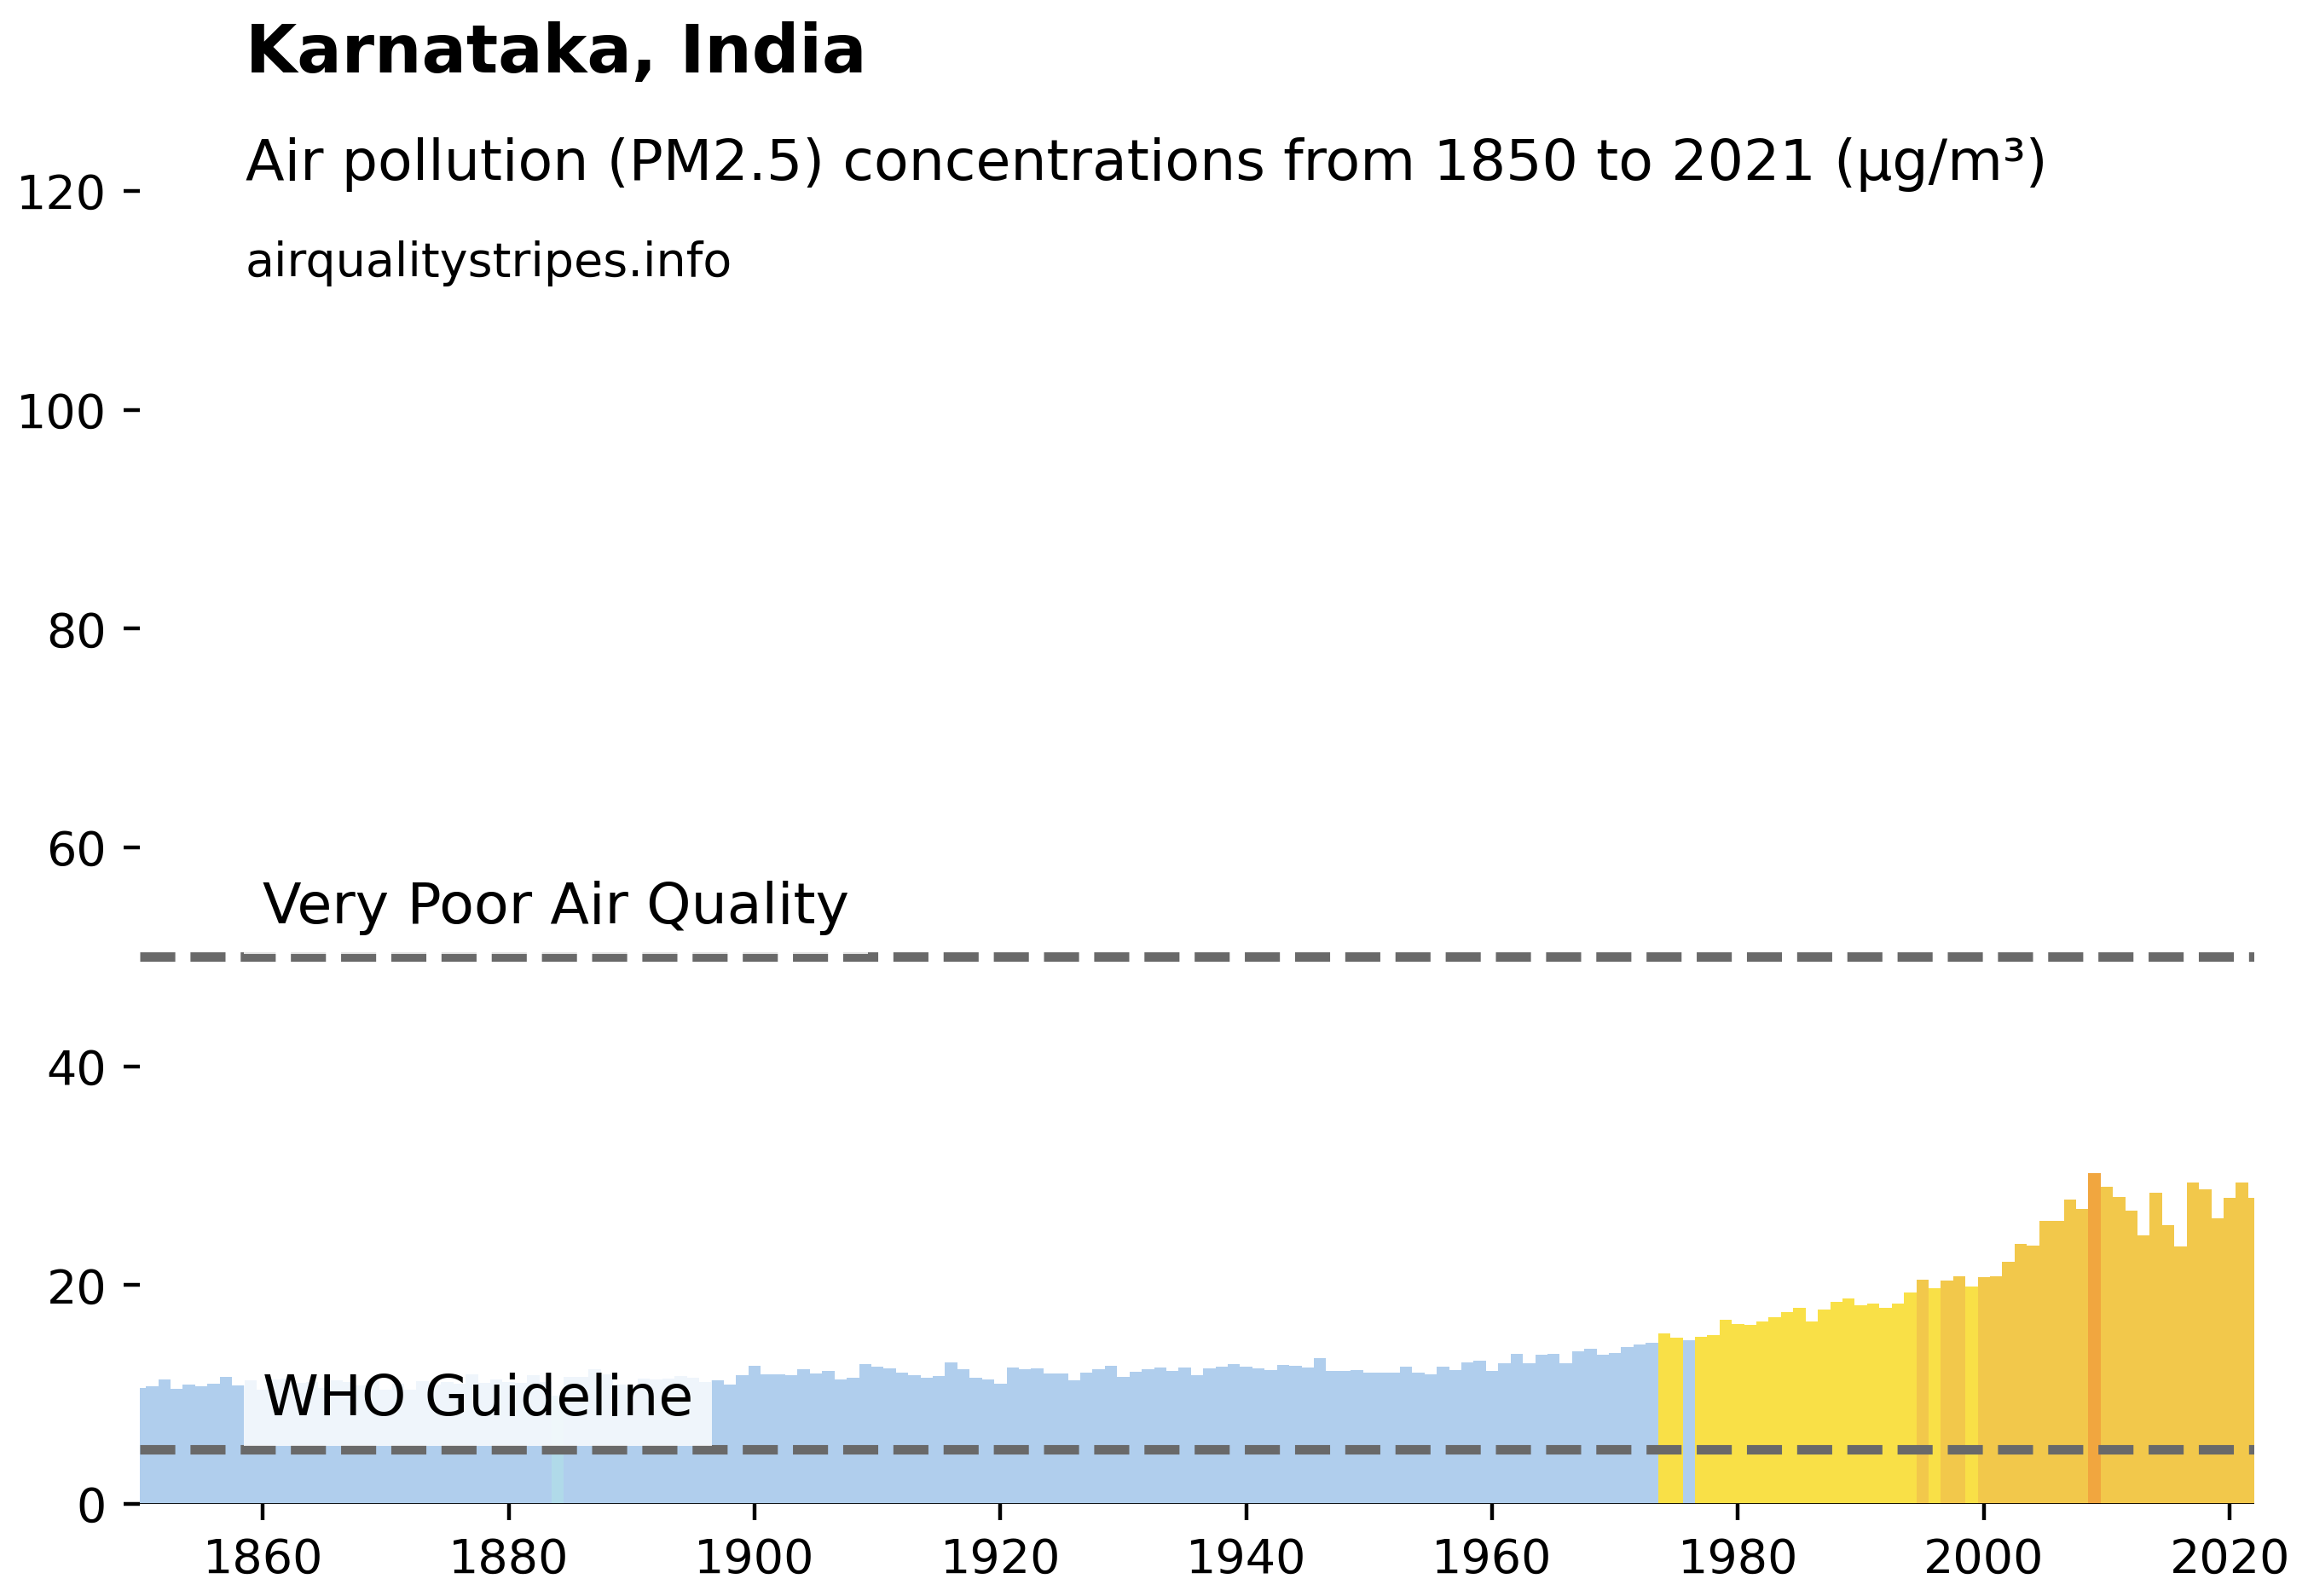 Karnataka, India
Air pollution (PM2.5) concentrations from 1850 to 2021 (µg/m³)
120
airqualitystripes.info
100
80
60
Very Poor Air Quality
40
20
WHO Guideline
0
1860 1880 1900 1920 1940 1960 1980 2000 2020